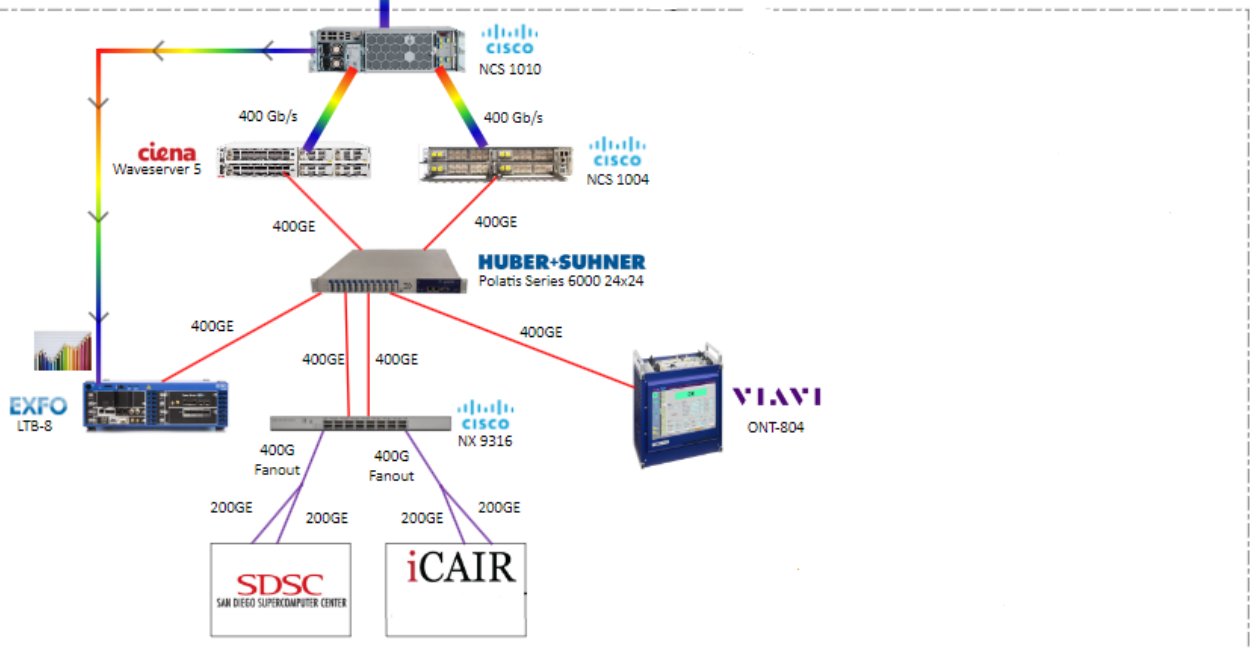 CISCO
NCS 1010
400 Gb/s
400 Gb/s
ciena
Waveserver 5
CISCO
NCS 1004
400GE
400GE
HUBER+SUHNER
Polatis Series 6000 24x24
400GE
400GE
400GE
400GE
EXFO
LTB-8
CISCO
NX 9316
VIAVI
ONT-804
400G
Fanout
400G
Fanout
200GE
200GE
200GE
200GE
SDSC
SAN DIEGO SUPERCOMPUTER CENTER
iCAIR